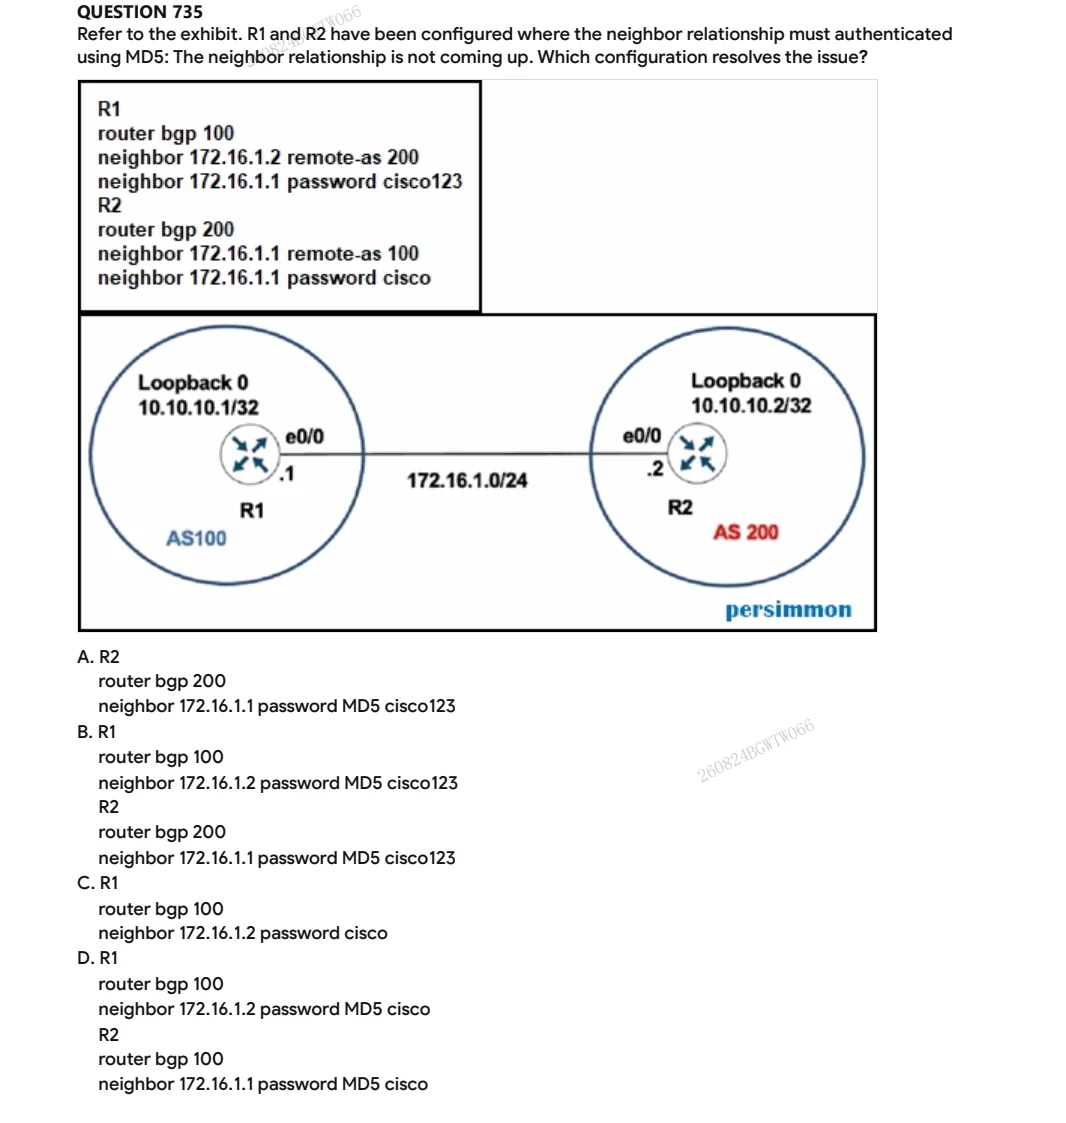 QUESTION 735
Refer to the exhibit. R1 and R2 have been configured where the neighbor relationship must authenticated
using MD5: The neighbor relationship is not coming up. Which configuration resolves the issue?
R1
router bgp 100
neighbor 172.16.1.2 remote-as 200
neighbor 172.16.1.1 password cisco123
R2
router bgp 200
neighbor 172.16.1.1 remote-as 100
neighbor 172.16.1.1 password cisco
Loopback 0
10.10.10.1/32
e0/0
.1
R1
AS100
172.16.1.0/24
Loopback 0
10.10.10.2/32
e0/0
.2
R2
AS 200
persimmon
A. R2
router bgp 200
neighbor 172.16.1.1 password MD5 cisco123
B. R1
router bgp 100
neighbor 172.16.1.2 password MD5 cisco123
R2
router bgp 200
neighbor 172.16.1.1 password MD5 cisco123
C. R1
router bgp 100
neighbor 172.16.1.2 password cisco
D. R1
router bgp 100
neighbor 172.16.1.2 password MD5 cisco
R2
router bgp 100
neighbor 172.16.1.1 password MD5 cisco
260824BGWTW066